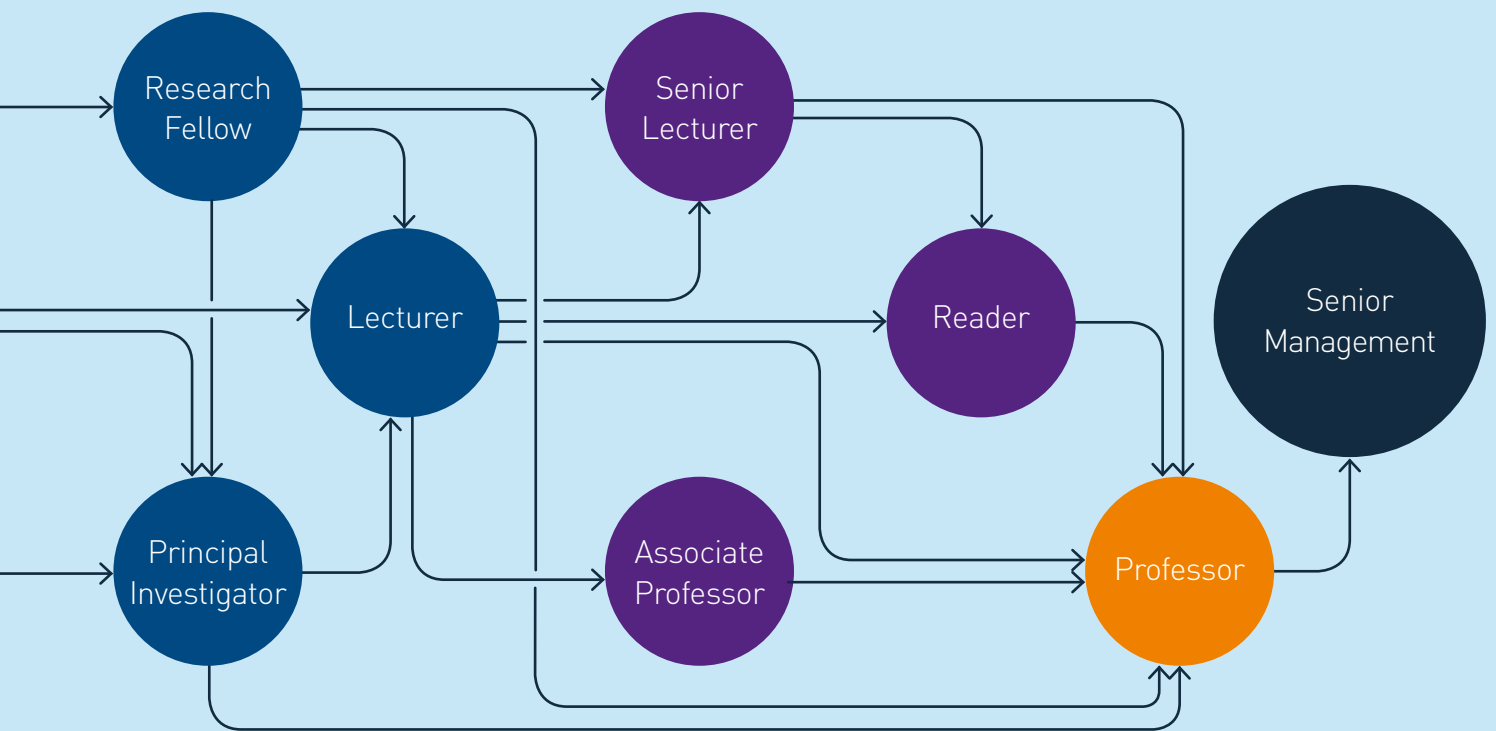 Research
Fellow
Senior
Lecturer
Lecturer
Reader
Senior
Management
Principal
Investigator
Associate
Professor
Professor